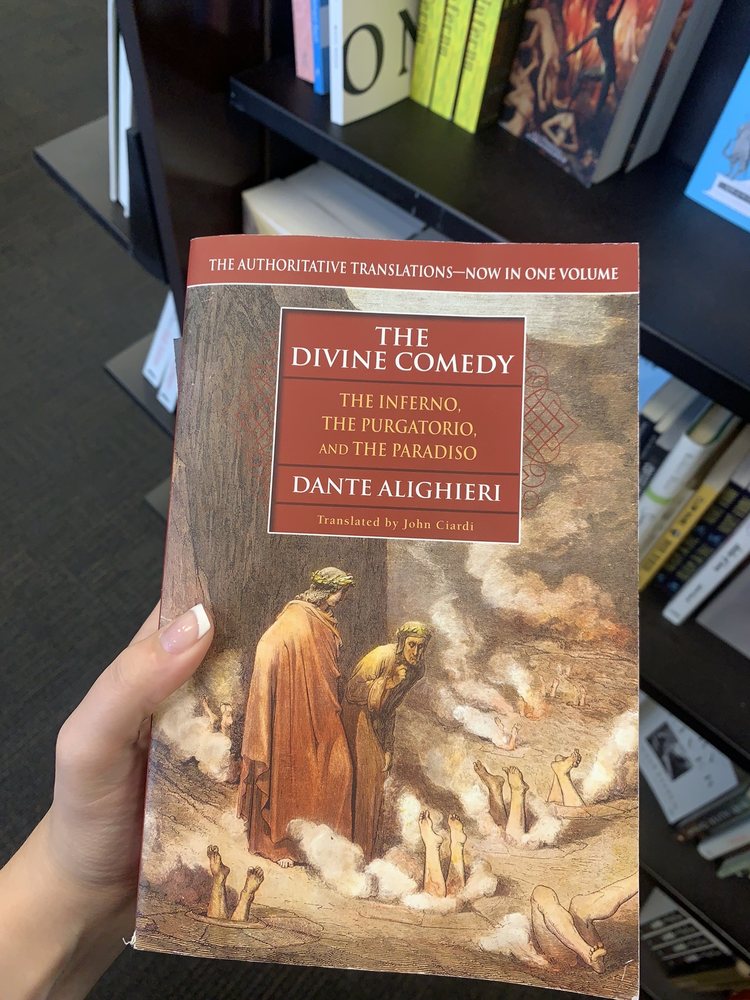 THE AUTHORITATIVE TRANSLATIONS—NOW IN ONE VOLUME
THE
DIVINE COMEDY
THE INFERNO,
THE PURGATORIO,
AND THE PARADISO
DANTE ALIGHIERI
Translated by John Ciardi